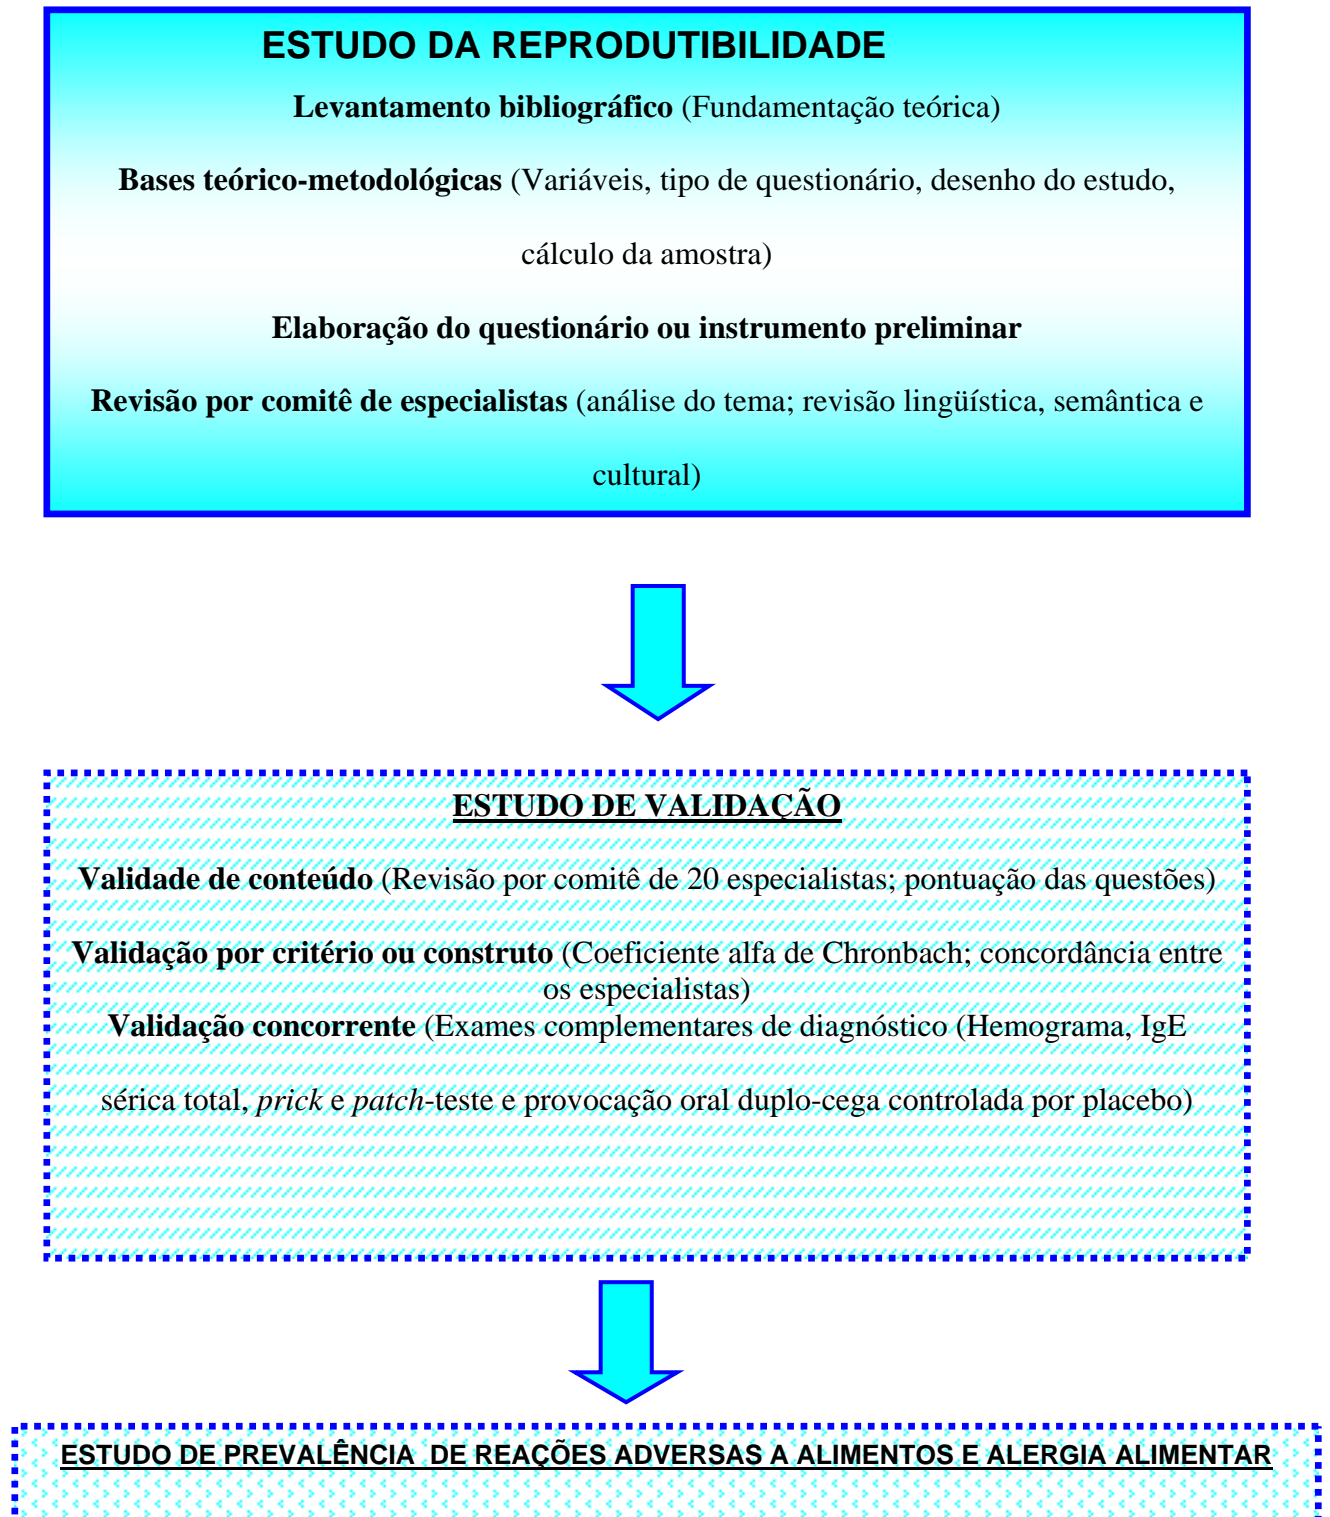 ESTUDO DA REPRODUTIBILIDADE
Levantamento bibliográfico (Fundamentação teórica)
Bases teórico-metodológicas (Variáveis, tipo de questionário, desenho do estudo,
cálculo da amostra)
Elaboração do questionário ou instrumento preliminar
Revisão por comitê de especialistas (análise do tema; revisão lingüística, semântica e
cultural)
ESTUDO DE VALIDAÇÃO
Validade de conteúdo (Revisão por comitê de 20 especialistas; pontuação das questões)
Validação por critério ou construto (Coeficiente alfa de Chronbach; concordância entre
os especialistas)
Validação concorrente (Exames complementares de diagnóstico (Hemograma, IgE
sérica total, prick e patch-teste e provocação oral duplo-cega controlada por placebo)
ESTUDO DE PREVALÊNCIA  DE REAÇÕES ADVERSAS A ALIMENTOS E ALERGIA ALIMENTAR